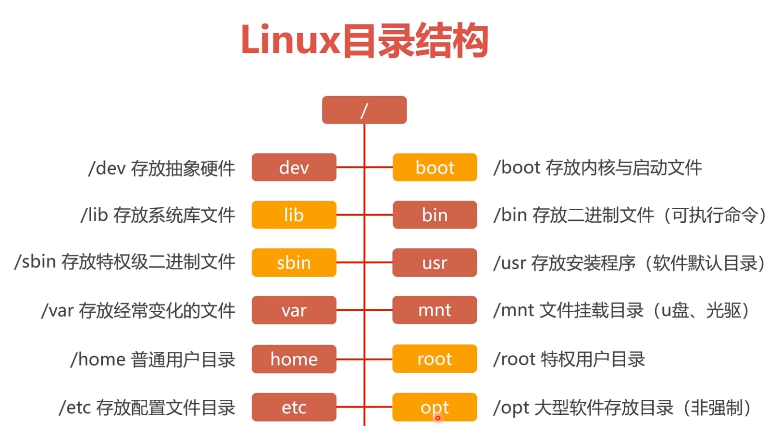 Linux目录结构
/
/dev 存放抽象硬件 dev boot /boot 存放内核与启动文件
/lib 存放系统库文件 lib bin /bin 存放二进制文件（可执行命令）
/sbin 存放特权级二进制文件 sbin usr /usr 存放安装程序（软件默认目录）
/var 存放经常变化的文件 var mnt /mnt 文件挂载目录（u盘、光驱）
/home 普通用户目录 home root /root 特权用户目录
/etc 存放配置文件目录 etc opt /opt 大型软件存放目录（非强制）